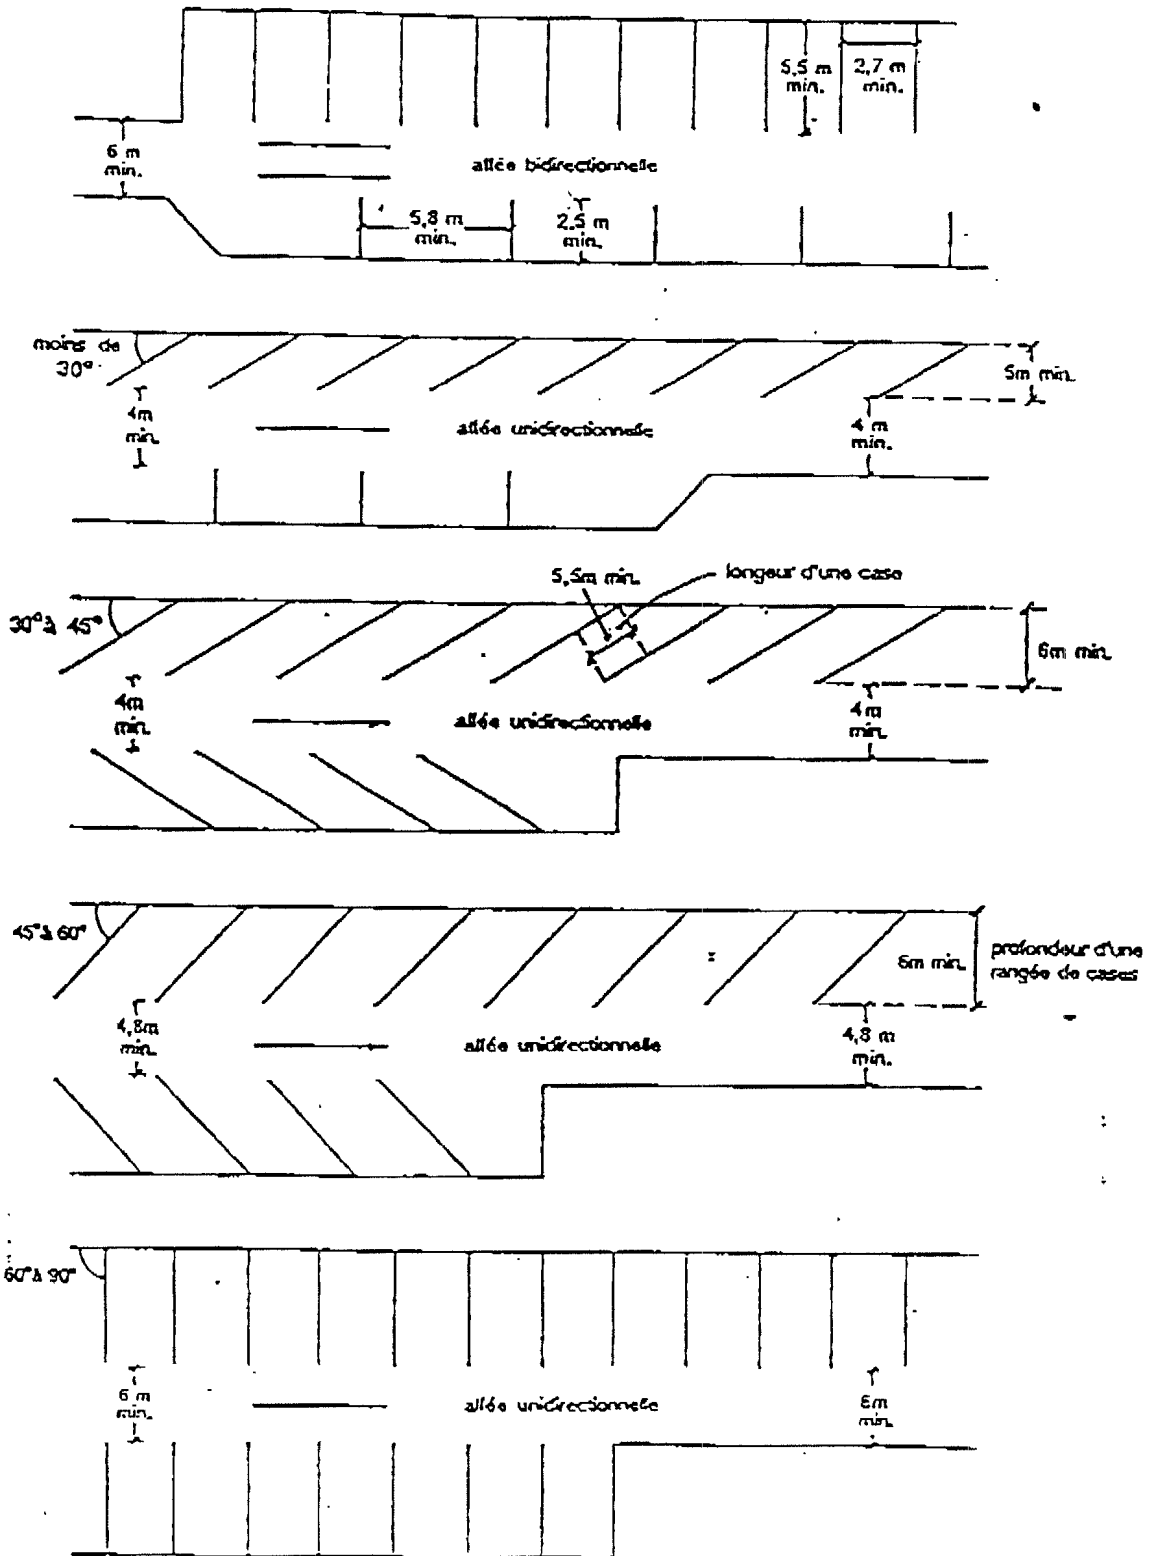 5,5 m
min.
2,7 m
min.
6 m
min.
allée bidirectionnelle
5,8 m
min.
2,5 m
min.
moins de
30°
5m min.
4m
min.
allée unidirectionnelle
4 m
min.
5,5m min.
longeur d'une case
30° à 45°
6m min.
4m
min.
allée unidirectionnelle
4m
min.
45° à 60°
6m min.
profondeur d'une
rangée de cases
4,8m
min.
allée unidirectionnelle
4,8 m
min.
60° à 90°
6 m
min.
allée unidirectionnelle
6m
min.